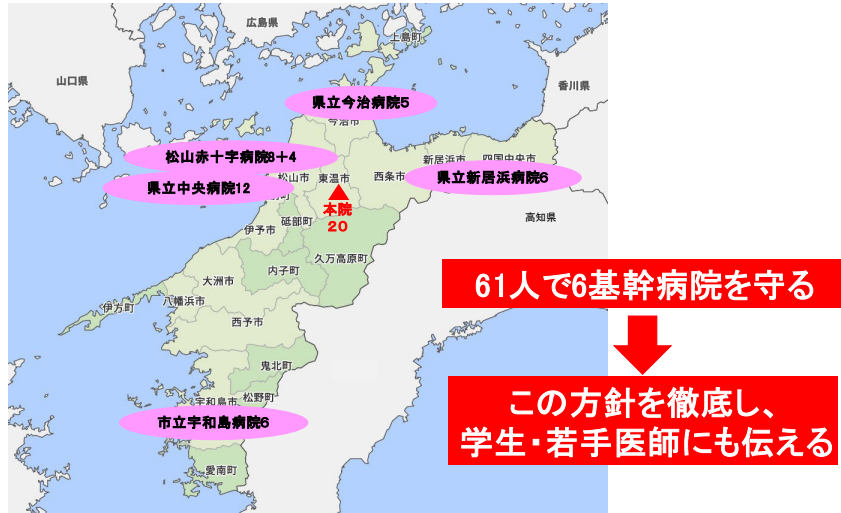 広島県
上島町
山口県
香川県
県立今治病院5
今治市
松山赤十字病院8+4
新居浜市
四国中央市
松山市
東温市
西条市
県立中央病院12
県立新居浜病院6
本院
20
砥部町
高知県
伊予市
久万高原町
内子町
大洲市
61人で6基幹病院を守る
八幡浜市
伊方町
西予市
鬼北町
松野町
宇和島市
この方針を徹底し、
学生・若手医師にも伝える
市立宇和島病院6
愛南町